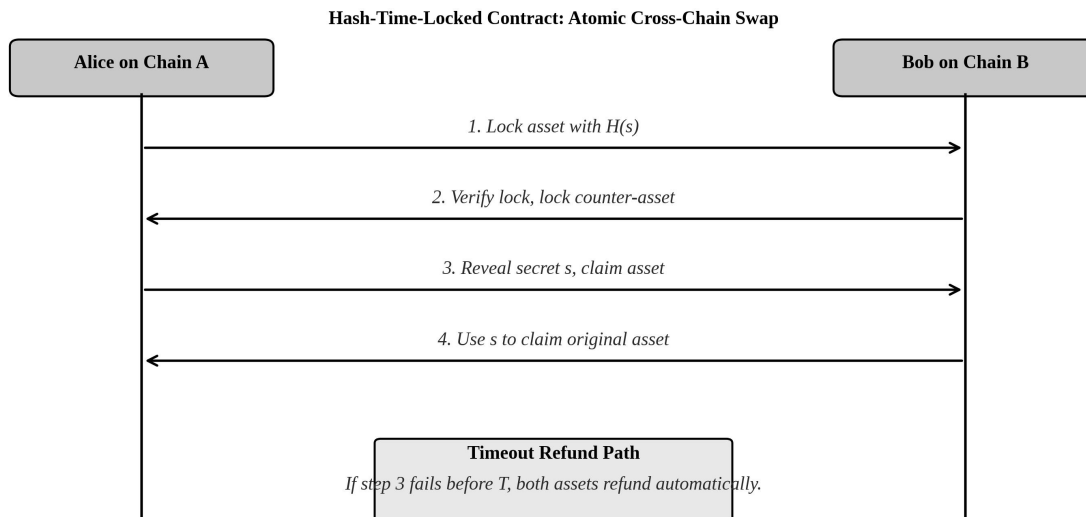 Hash-Time-Locked Contract: Atomic Cross-Chain Swap
Alice on Chain A
Bob on Chain B
1. Lock asset with H(s)
2. Verify lock, lock counter-asset
3. Reveal secret s, claim asset
4. Use s to claim original asset
Timeout Refund Path
If step 3 fails before T, both assets refund automatically.